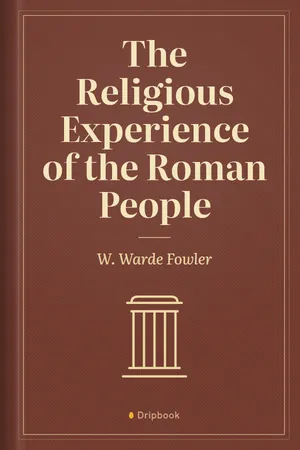 The
Religious
Experience
of the Roman
People
W. Warde Fowler
Dripbook